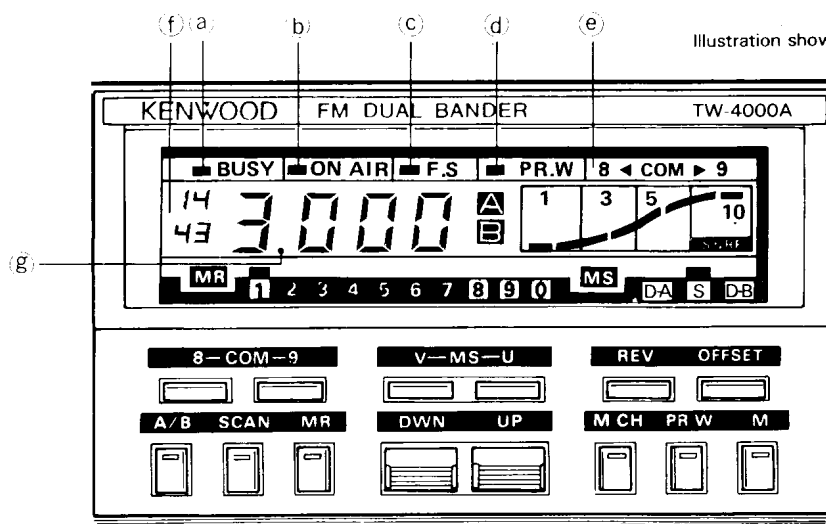 f a b c d e
Illustration show
KENWOOD FM DUAL BANDER TW-4000A
BUSY ON AIR F.S PR.W 8 ◄ COM ► 9
14 3.000 A 1 3 5 10
43 B
g
MR 1 2 3 4 5 6 7 8 9 0 MS D-A S D-B
8—COM—9 V—MS—U REV OFFSET
A/B SCAN MR DWN UP M CH PR W M